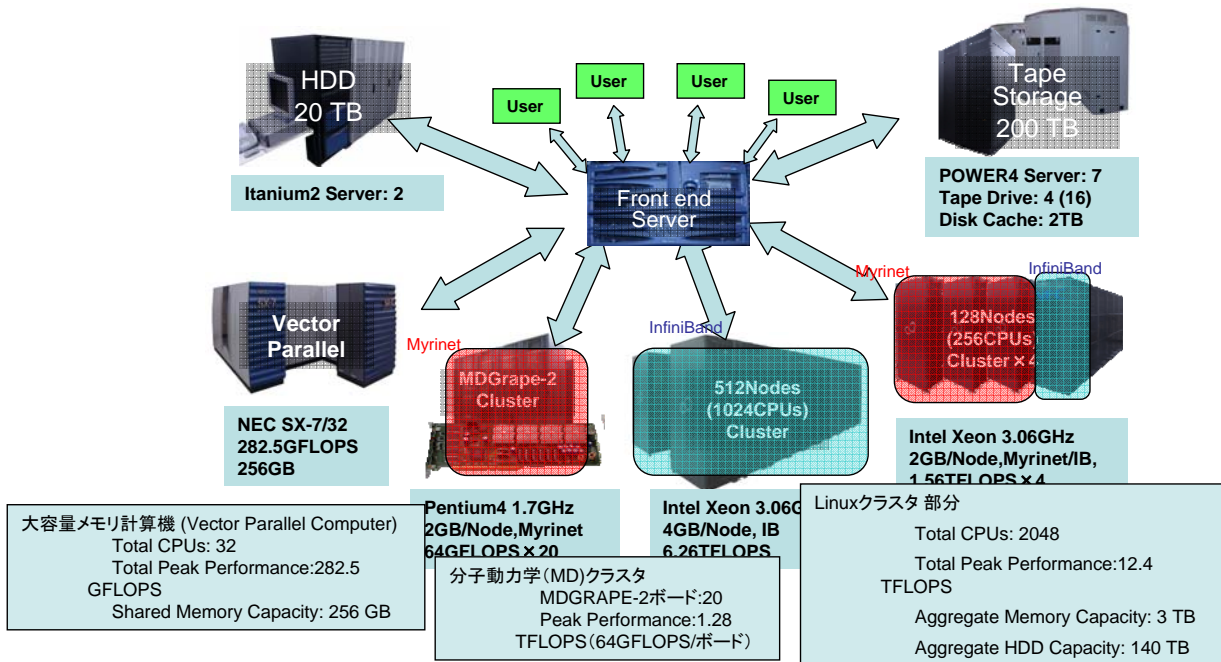 HDD
20 TB
User
User
User
User
Tape
Storage
200 TB
Itanium2 Server: 2
Front end
Server
POWER4 Server: 7
Tape Drive: 4 (16)
Disk Cache: 2TB
Vector
Parallel
NEC SX-7/32
282.5GFLOPS
256GB
Myrinet
MDGrape-2
Cluster
Pentium4 1.7GHz
2GB/Node,Myrinet
64GFLOPS×20
InfiniBand
512Nodes
(1024CPUs)
Cluster
Intel Xeon 3.06G
4GB/Node, IB
6.26TFLOPS
Myrinet
InfiniBand
128Nodes
(256CPUs)
Cluster×4
Intel Xeon 3.06GHz
2GB/Node,Myrinet/IB,
1.56TFLOPS×4
大容量メモリ計算機 (Vector Parallel Computer)
Total CPUs: 32
Total Peak Performance:282.5
GFLOPS
Shared Memory Capacity: 256 GB
分子動力学(MD)クラスタ
MDGRAPE-2ボード:20
Peak Performance:1.28
TFLOPS(64GFLOPS/ボード)
Linuxクラスタ 部分
Total CPUs: 2048
Total Peak Performance:12.4
TFLOPS
Aggregate Memory Capacity: 3 TB
Aggregate HDD Capacity: 140 TB